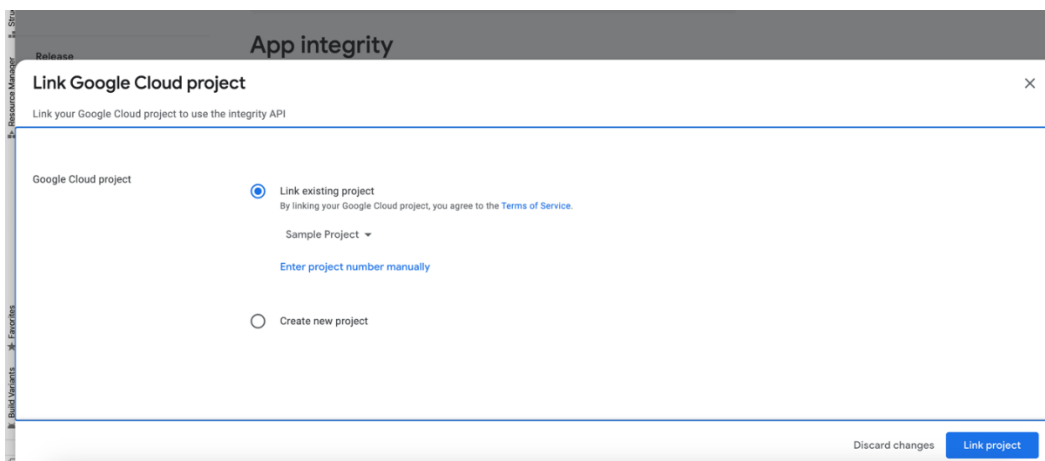 Resource Manager
Favorites
Build Variants
App integrity
Release
Link Google Cloud project
Link your Google Cloud project to use the integrity API
Google Cloud project
Link existing project
By linking your Google Cloud project, you agree to the Terms of Service.
Sample Project
Enter project number manually
Create new project
Discard changes
Link project